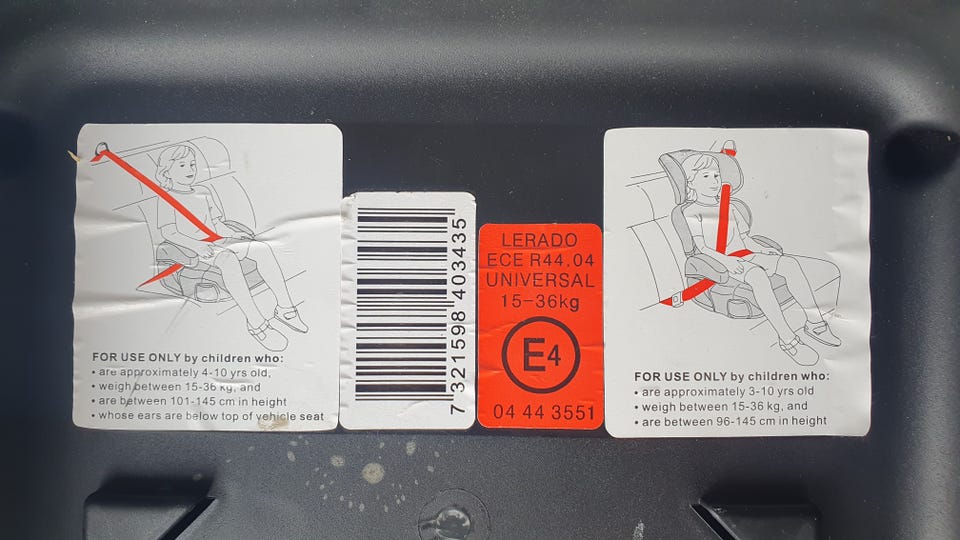 FOR USE ONLY by children who:
• are approximately 4-10 yrs old,
• weigh between 15-36 kg, and
• are between 101-145 cm in height
• whose ears are below top of vehicle seat
7 321598 403435
LERADO
ECE R44.04
UNIVERSAL
15-36kg
E4
04 44 3551
FOR USE ONLY by children who:
• are approximately 3-10 yrs old
• weigh between 15-36 kg, and
• are between 96-145 cm in height